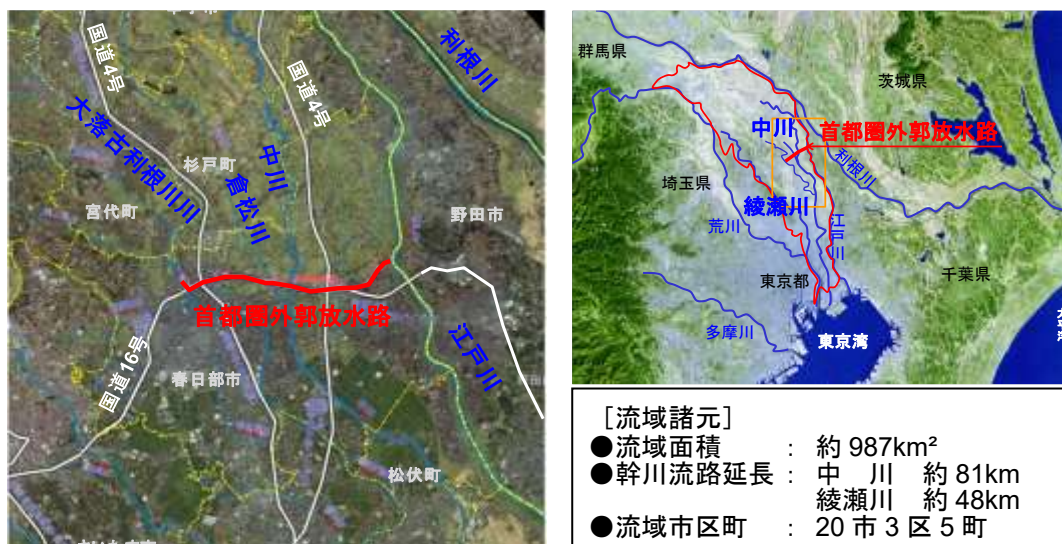 国道4号
国道4号
利根川
大落古利根川川
杉戸町
中川
倉松川
宮代町
野田市
首都圏外郭放水路
江戸川
国道16号
春日部市
松伏町
群馬県
茨城県
中川
首都圏外郭放水路
利根川
埼玉県
綾瀬川
荒川
江戸川
東京都
千葉県
多摩川
東京湾
［流域諸元］
●流域面積 ： 約 987km²
●幹川流路延長 ： 中 川 約 81km
綾瀬川 約 48km
●流域市区町 ： 20 市 3 区 5 町